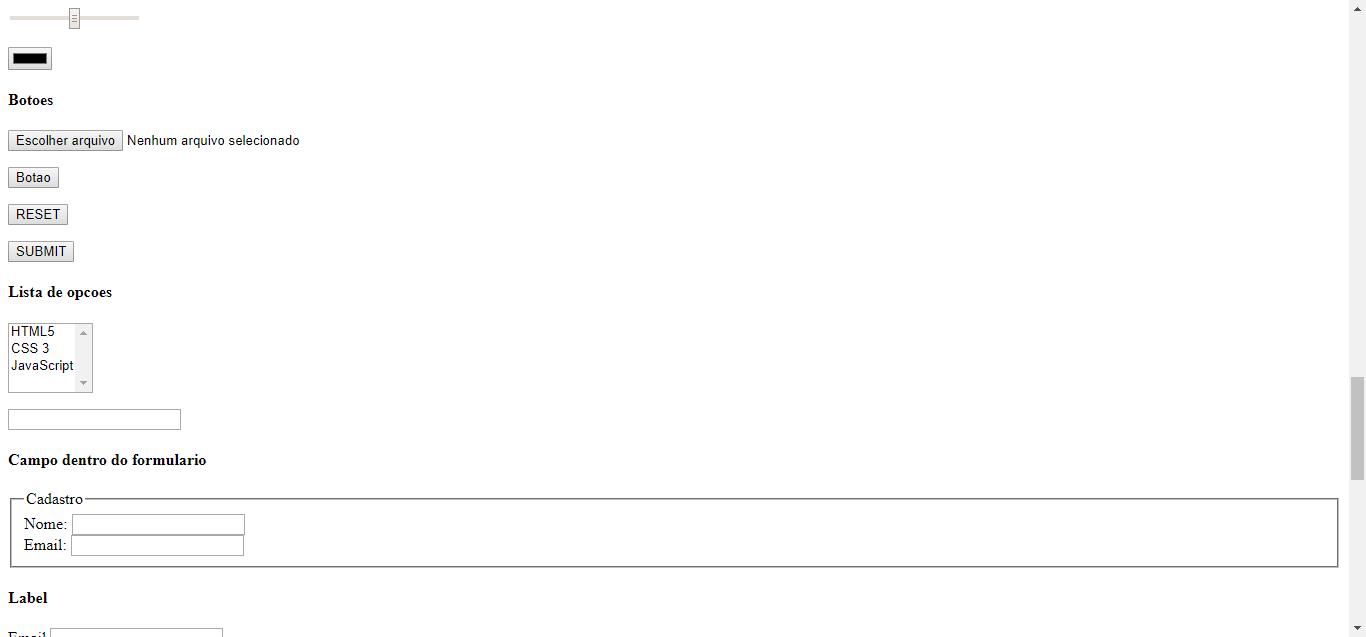 Botoes
Escolher arquivo Nenhum arquivo selecionado
Botao
RESET
SUBMIT
Lista de opcoes
HTML5
CSS 3
JavaScript
Campo dentro do formulario
Cadastro
Nome:
Email:
Label
Email